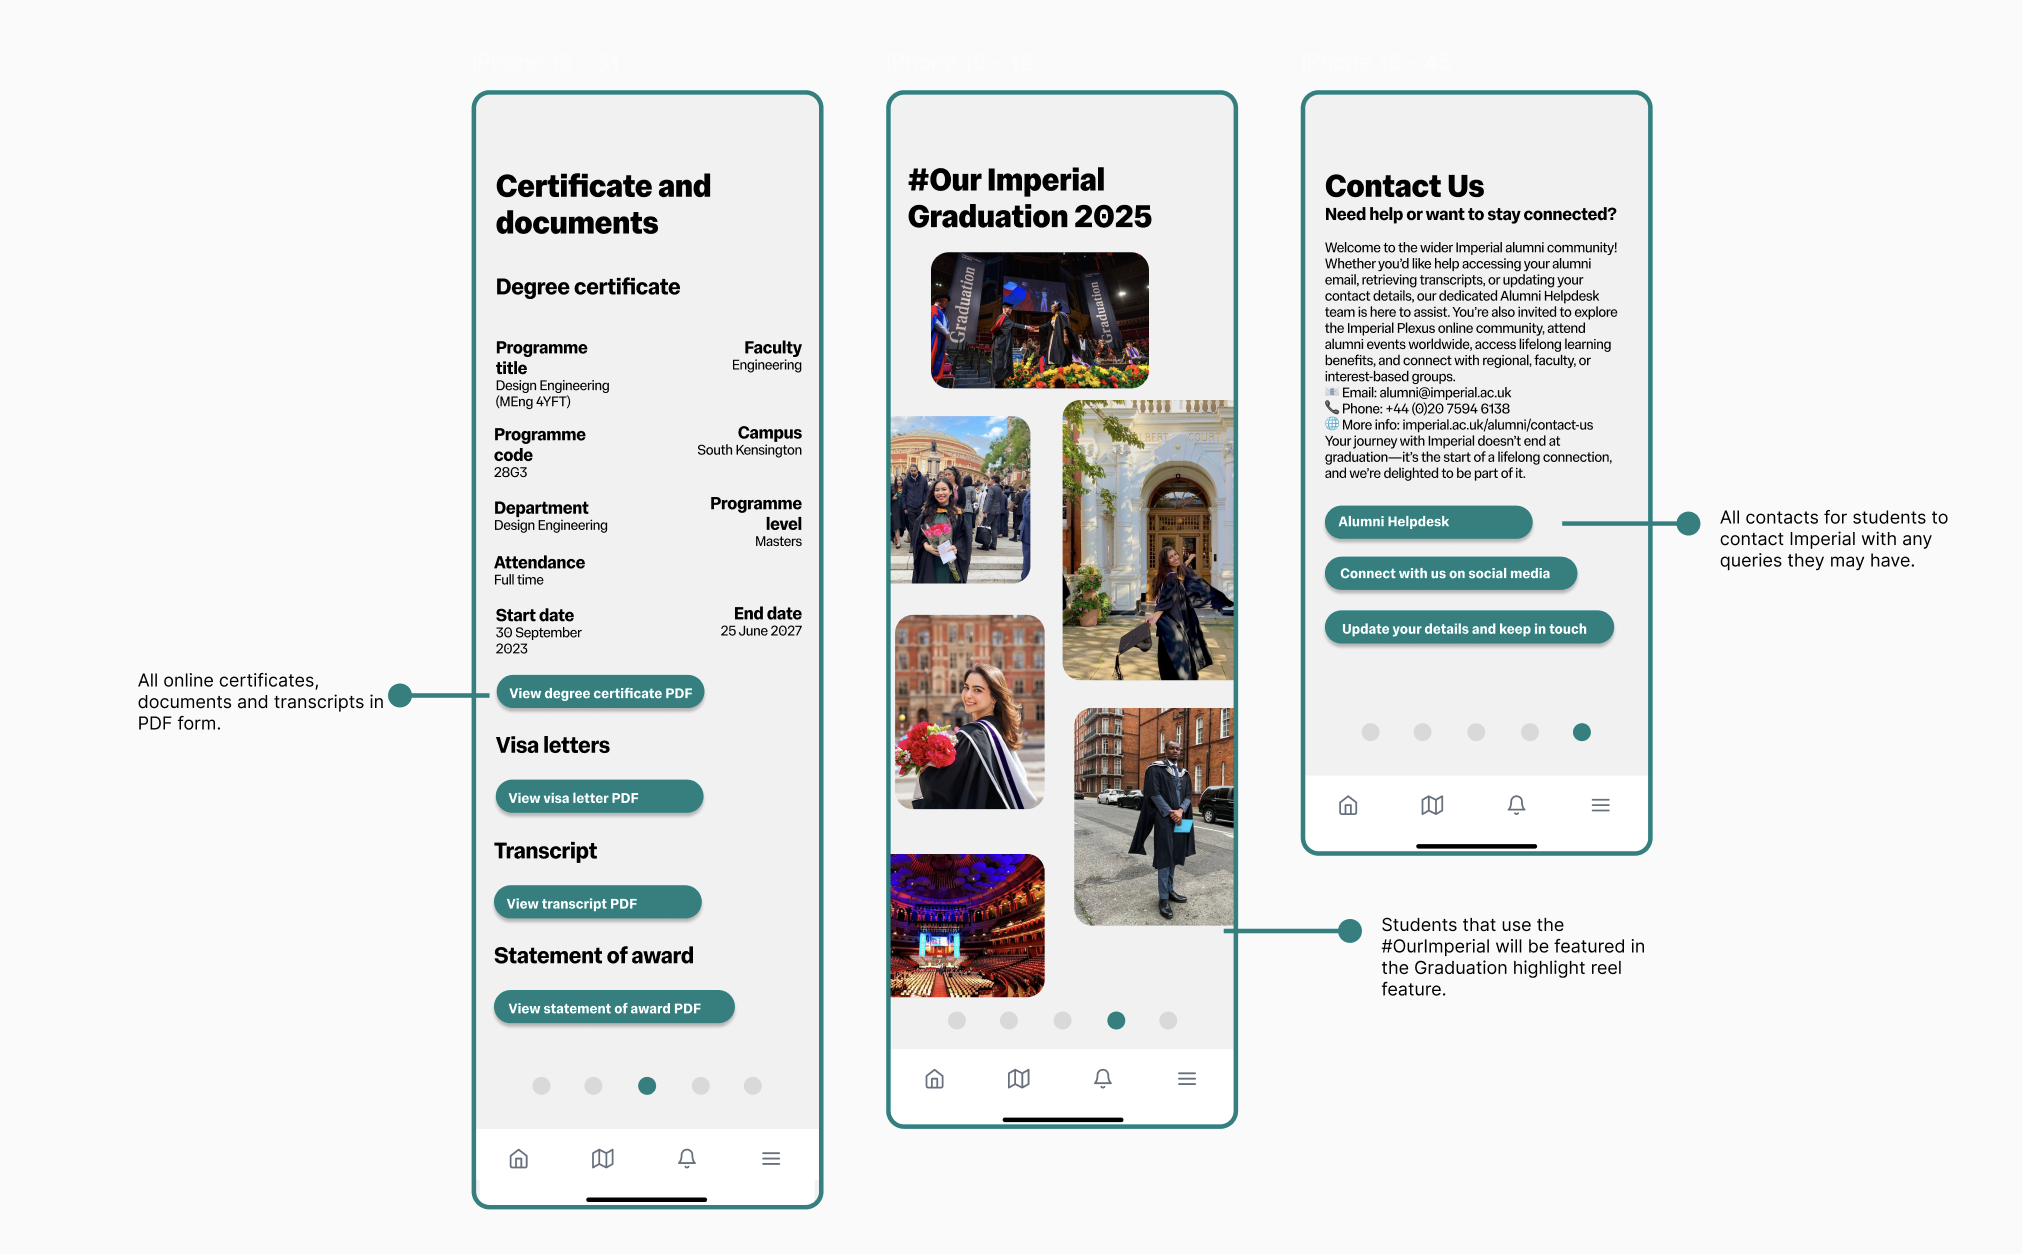 Certificate and
documents
Degree certificate
Programme
title
Design Engineering
(MEng 4YFT)
Faculty
Engineering
Programme
code
28G3
Campus
South Kensington
Department
Design Engineering
Programme
level
Masters
Attendance
Full time
Start date
30 September
2023
End date
25 June 2027
View degree certificate PDF
Visa letters
View visa letter PDF
Transcript
View transcript PDF
Statement of award
View statement of award PDF
All online certificates,
documents and transcripts in
PDF form.
#Our Imperial
Graduation 2025
Graduation
Graduation
ALBERT COURT
Students that use the
#OurImperial will be featured in
the Graduation highlight reel
feature.
Contact Us
Need help or want to stay connected?
Welcome to the wider Imperial alumni community!
Whether you'd like help accessing your alumni
email, retrieving transcripts, or updating your
contact details, our dedicated Alumni Helpdesk
team is here to assist. You're also invited to explore
the Imperial Plexus online community, attend
alumni events worldwide, access lifelong learning
benefits, and connect with regional, faculty, or
interest-based groups.
📧 Email: alumni@imperial.ac.uk
📞 Phone: +44 (0)20 7594 6138
🌐 More info: imperial.ac.uk/alumni/contact-us
Your journey with Imperial doesn't end at
graduation—it's the start of a lifelong connection,
and we're delighted to be part of it.
Alumni Helpdesk
Connect with us on social media
Update your details and keep in touch
All contacts for students to
contact Imperial with any
queries they may have.